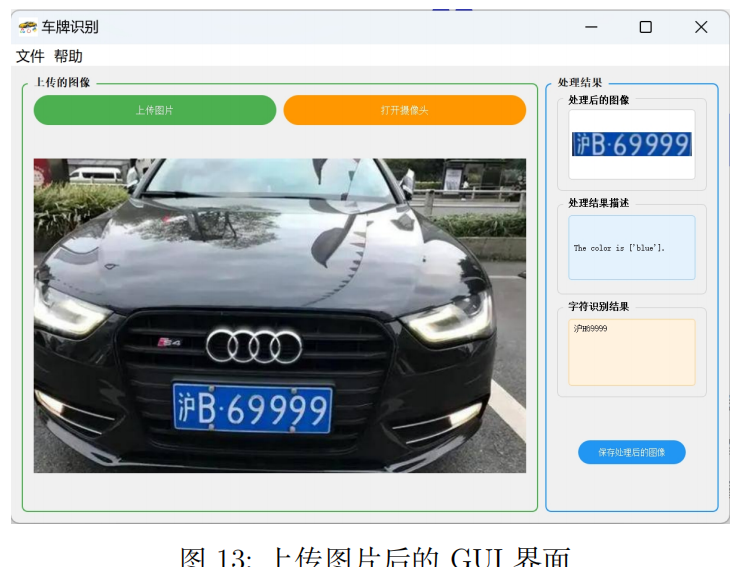 车牌识别
文件 帮助
上传的图像
上传图片
打开摄像头
S4
沪B·69999
处理结果
处理后的图像
沪B·69999
处理结果描述
The color is ['blue'].
字符识别结果
沪H69999
保存处理后的图像
图 13: 上传图片后的 GUI 界面